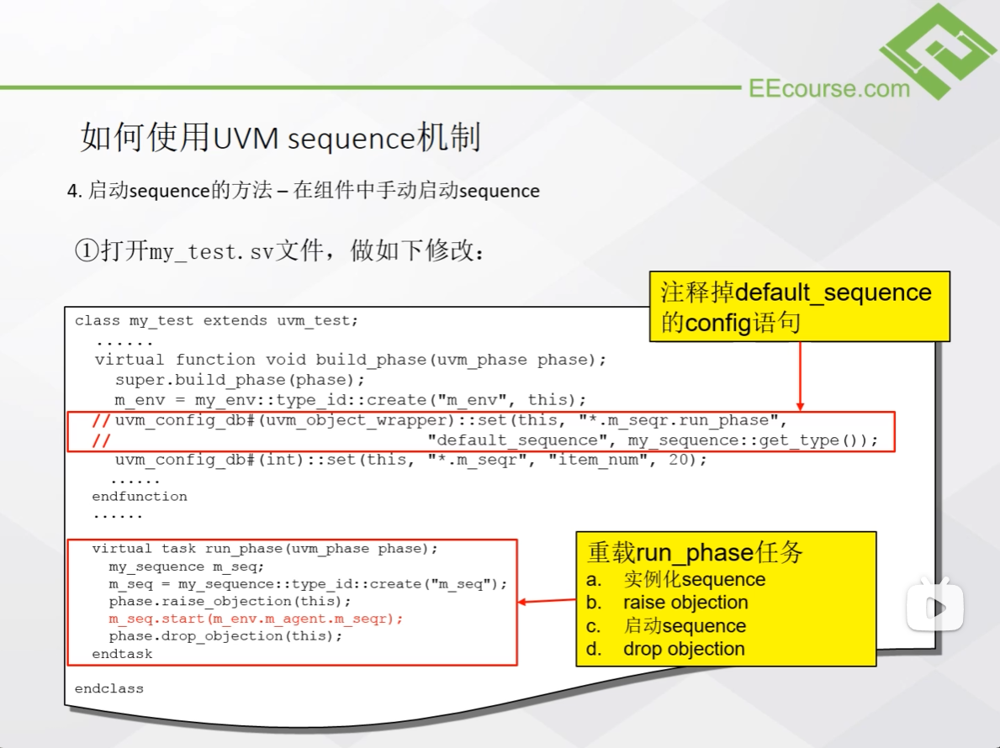 EEcourse.com
如何使用UVM sequence机制
4. 启动sequence的方法 – 在组件中手动启动sequence
①打开my_test.sv文件，做如下修改：
注释掉default_sequence
的config语句
class my_test extends uvm_test;
......
virtual function void build_phase(uvm_phase phase);
super.build_phase(phase);
m_env = my_env::type_id::create("m_env", this);
// uvm_config_db#(uvm_object_wrapper)::set(this, "*.m_seqr.run_phase",
// "default_sequence", my_sequence::get_type());
uvm_config_db#(int)::set(this, "*.m_seqr", "item_num", 20);
......
endfunction
......
virtual task run_phase(uvm_phase phase);
my_sequence m_seq;
m_seq = my_sequence::type_id::create("m_seq");
phase.raise_objection(this);
m_seq.start(m_env.m_agent.m_seqr);
phase.drop_objection(this);
endtask
endclass
重载run_phase任务
a. 实例化sequence
b. raise objection
c. 启动sequence
d. drop objection